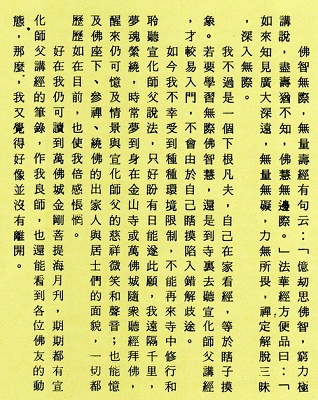 佛智無際，無量壽經有句云：「億劫思佛智，窮力極
講說，盡壽猶不知，佛慧無邊際。」法華經方便品曰：「
如來知見廣大深遠，無量無礙，力無所畏，禪定解脫三昧
，深入無際。
我不過是一個下根凡夫，自己在家看經，等於瞎子摸
象。若要學習無際佛智慧，還是到寺裏去聽宣化師父講經
，才較易入門，不會由於自己瞎摸陷入錯解歧途。
如今我不幸受到種種環境限制，不能再來寺中修行和
聆聽宣化師父說法，只好盼有日能遂此願，我遠隔千里，
夢魂縈繞，時常夢到身在金山寺或萬佛城隨衆聽經拜佛，
醒來仍可憶及情景與宣化師父的慈祥微笑和聲音；也能憶
及佛座下、參禪、繞佛的出家人與居士們的面貌，一切都
歷歷如在目前，也使我倍感悵惘。
好在我仍可讀到萬佛城金剛菩提海月刊，期期都有宣
化師父講經的筆錄，作我良師，也還能看到各位佛友的動
態，那麼，我又覺得好像並沒有離開。